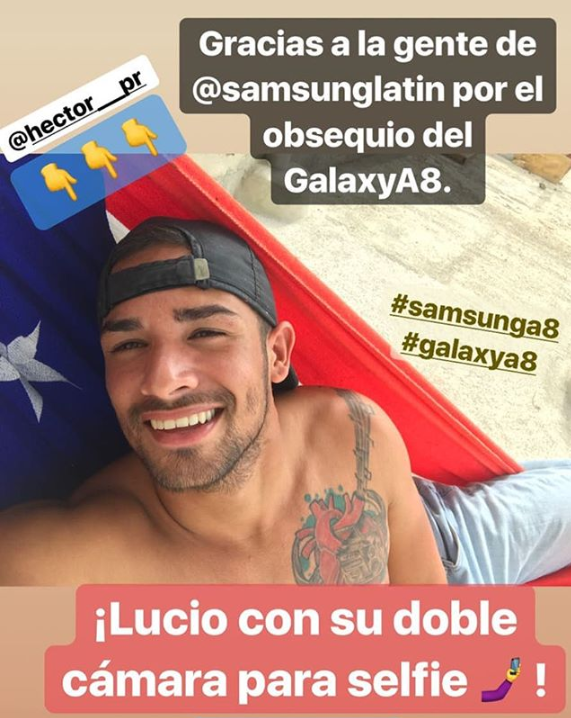 Gracias a la gente de
@samsunglatin por el
obsequio del
GalaxyA8.
@hector__pr
👇👇👇
#samsunga8
#galaxya8
¡Lucio con su doble
cámara para selfie 🤳 !